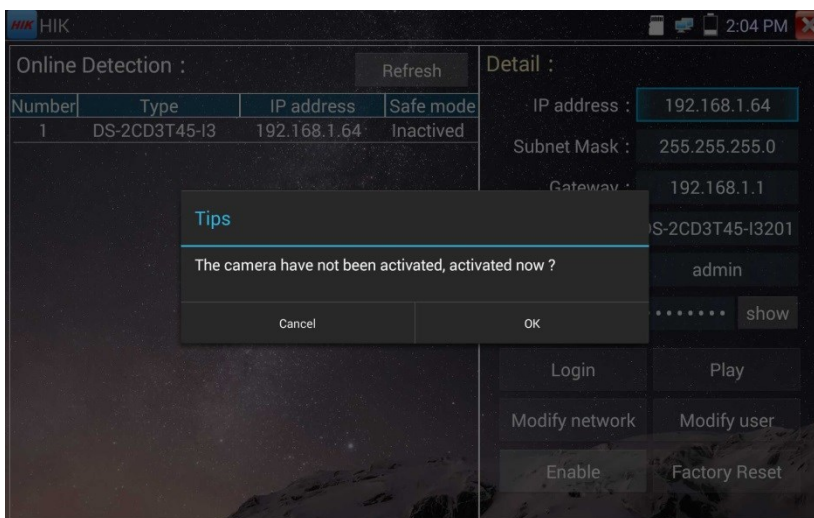 HIK HIK 2:04 PM
Online Detection :
Refresh
Number Type IP address Safe mode
1 DS-2CD3T45-I3 192.168.1.64 Inactived
Detail :
IP address : 192.168.1.64
Subnet Mask : 255.255.255.0
Gateway : 192.168.1.1
DS-2CD3T45-I3201
admin
•••••••• show
Login Play
Modify network Modify user
Enable Factory Reset
Tips
The camera have not been activated, activated now ?
Cancel OK